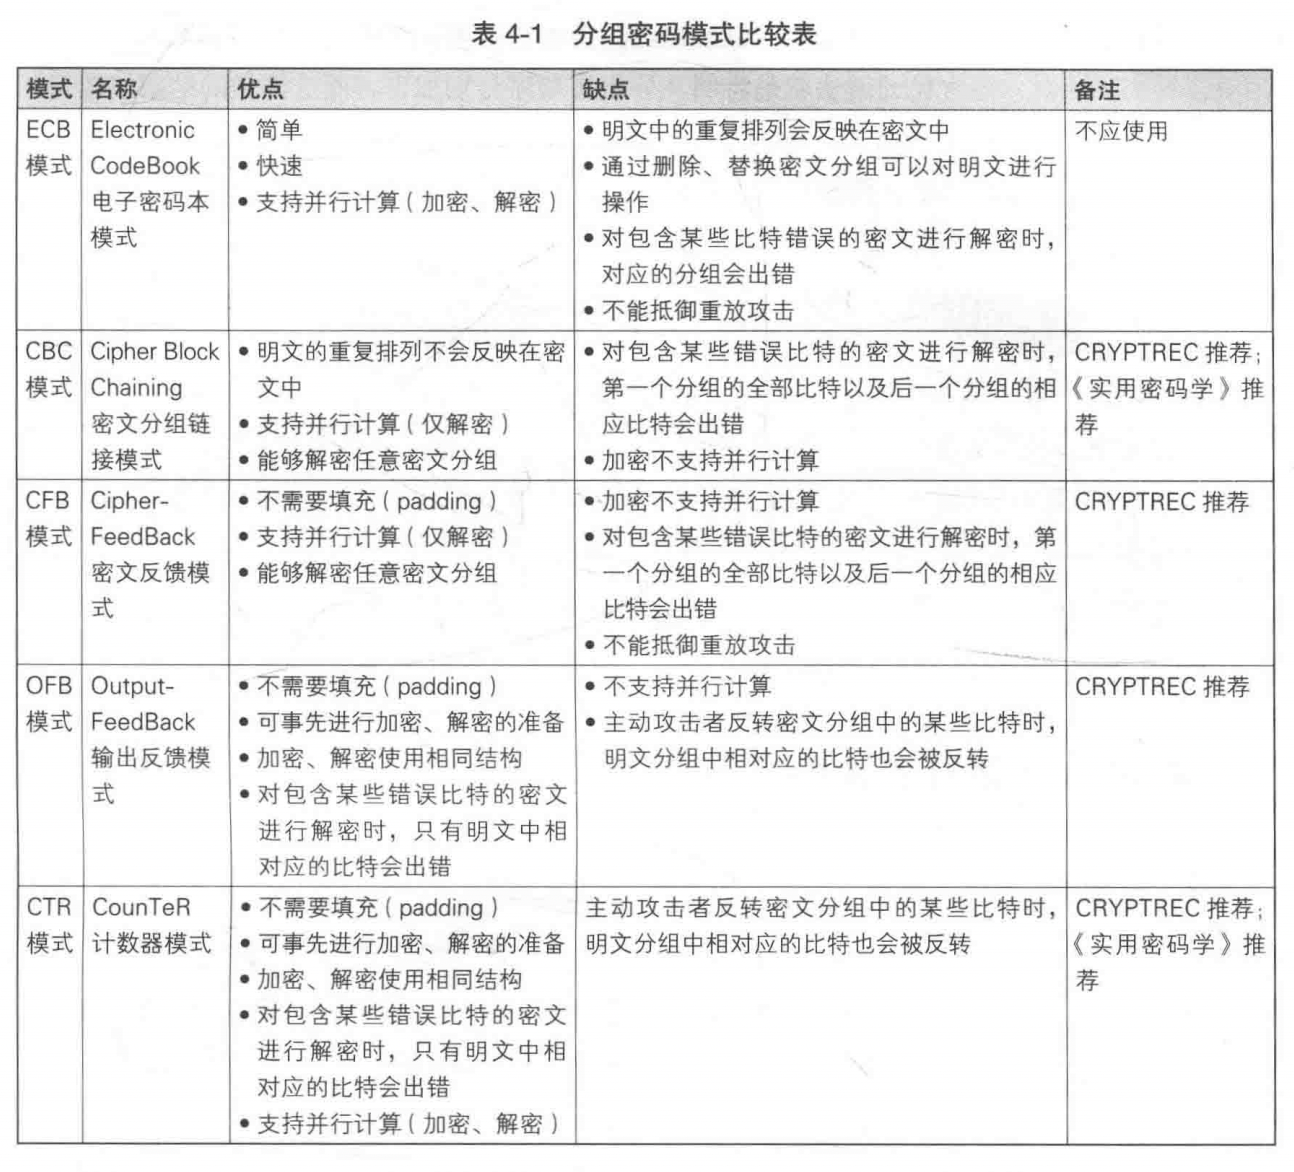 表 4-1 分组密码模式比较表
模式 名称 优点 缺点 备注
ECB
模式
Electronic
CodeBook
电子密码本
模式
• 简单
• 快速
• 支持并行计算（加密、解密）
• 明文中的重复排列会反映在密文中
• 通过删除、替换密文分组可以对明文进行
操作
• 对包含某些比特错误的密文进行解密时，
对应的分组会出错
• 不能抵御重放攻击
不应使用
CBC
模式
Cipher Block
Chaining
密文分组链
接模式
• 明文的重复排列不会反映在密
文中
• 支持并行计算（仅解密）
• 能够解密任意密文分组
• 对包含某些错误比特的密文进行解密时，
第一个分组的全部比特以及后一个分组的相
应比特会出错
• 加密不支持并行计算
CRYPTREC 推荐；
《实用密码学》推
荐
CFB
模式
Cipher-
FeedBack
密文反馈模
式
• 不需要填充（padding）
• 支持并行计算（仅解密）
• 能够解密任意密文分组
• 加密不支持并行计算
• 对包含某些错误比特的密文进行解密时，第
一个分组的全部比特以及后一个分组的相应
比特会出错
• 不能抵御重放攻击
CRYPTREC 推荐
OFB
模式
Output-
FeedBack
输出反馈模
式
• 不需要填充（padding）
• 可事先进行加密、解密的准备
• 加密、解密使用相同结构
• 对包含某些错误比特的密文
进行解密时，只有明文中相
对应的比特会出错
• 不支持并行计算
• 主动攻击者反转密文分组中的某些比特时，
明文分组中相对应的比特也会被反转
CRYPTREC 推荐
CTR
模式
CounTeR
计数器模式
• 不需要填充（padding）
• 可事先进行加密、解密的准备
• 加密、解密使用相同结构
• 对包含某些错误比特的密文
进行解密时，只有明文中相
对应的比特会出错
• 支持并行计算（加密、解密）
主动攻击者反转密文分组中的某些比特时，
明文分组中相对应的比特也会被反转
CRYPTREC 推荐；
《实用密码学》推
荐